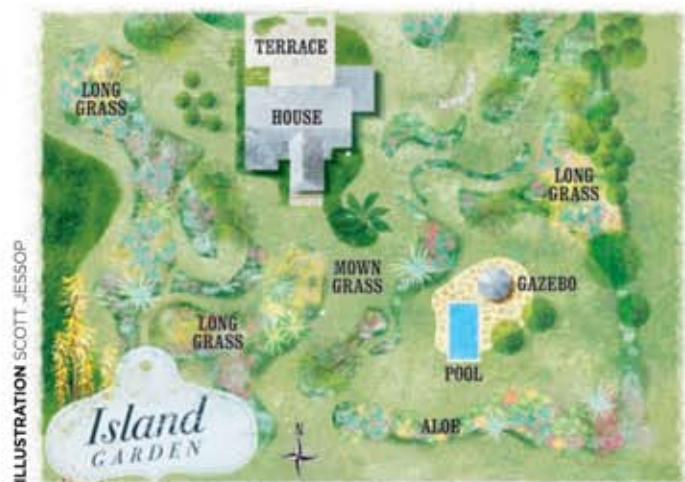 ILLUSTRATION SCOTT JESSOP
TERRACE
LONG
GRASS
HOUSE
LONG
GRASS
MOWN
GRASS
GAZEBO
LONG
GRASS
POOL
ALOE
Island
GARDEN
N